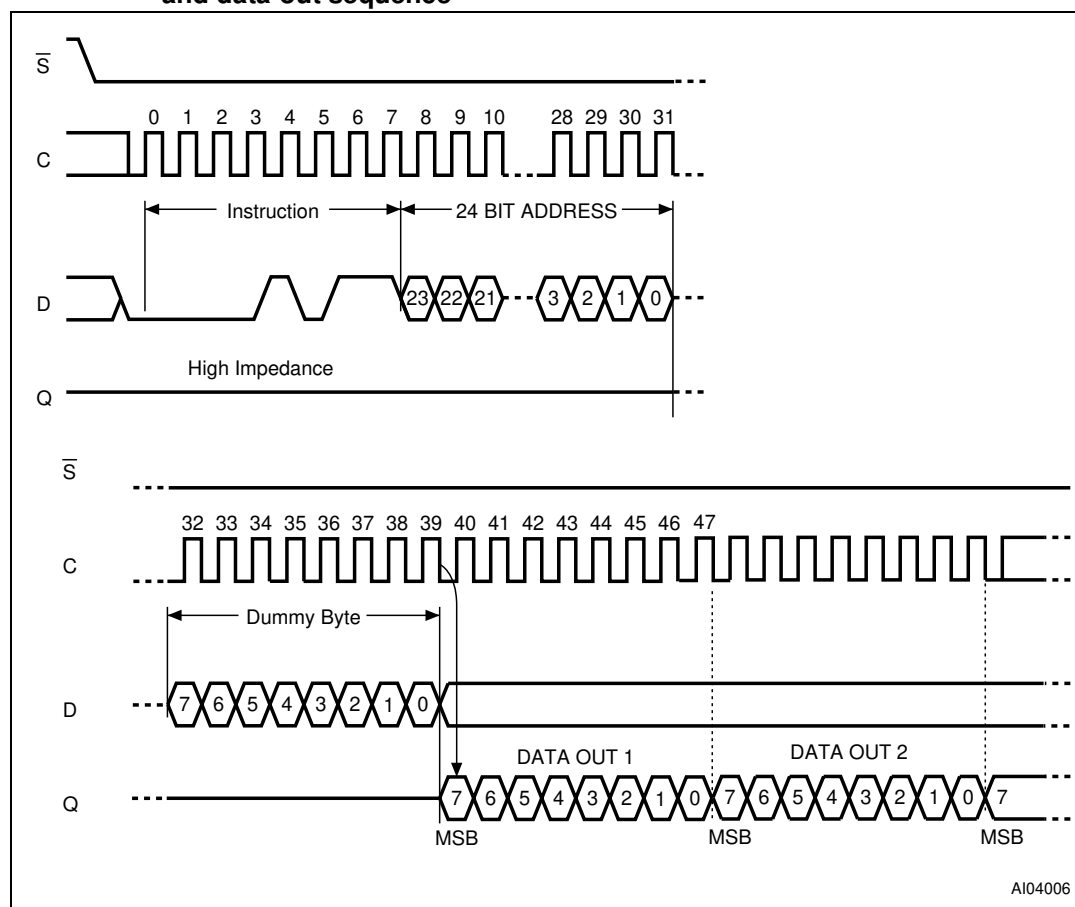 and data-out sequence
S
0 1 2 3 4 5 6 7 8 9 10 28 29 30 31
C
Instruction 24 BIT ADDRESS
D 23 22 21 3 2 1 0
High Impedance
Q
S
32 33 34 35 36 37 38 39 40 41 42 43 44 45 46 47
C
Dummy Byte
D 7 6 5 4 3 2 1 0
DATA OUT 1 DATA OUT 2
Q 7 6 5 4 3 2 1 0 7 6 5 4 3 2 1 0 7
MSB MSB MSB
AI04006